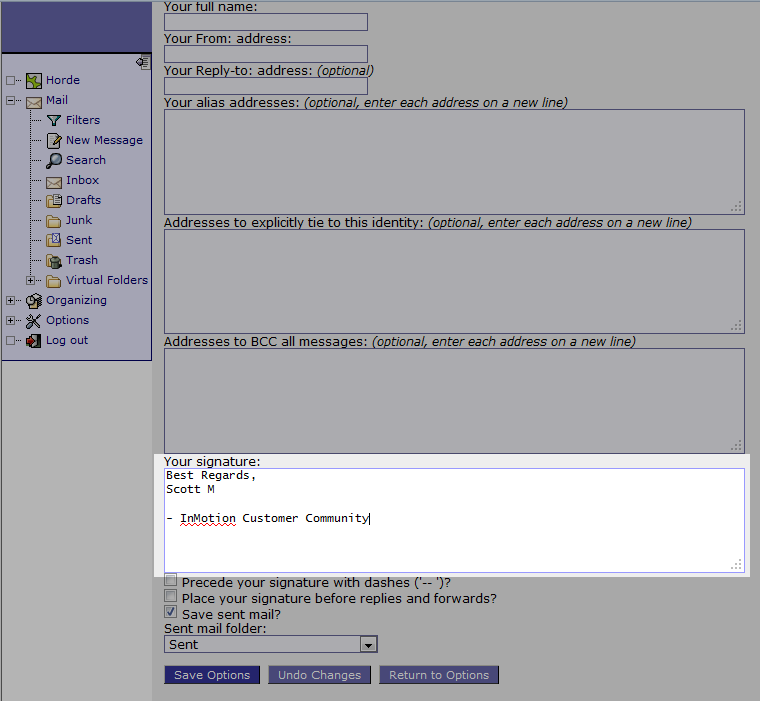 Horde
Mail
Filters
New Message
Search
Inbox
Drafts
Junk
Sent
Trash
Virtual Folders
Organizing
Options
Log out
Your full name:
Your From: address:
Your Reply-to: address: (optional)
Your alias addresses: (optional, enter each address on a new line)
Addresses to explicitly tie to this identity: (optional, enter each address on a new line)
Addresses to BCC all messages: (optional, enter each address on a new line)
Your signature:
Best Regards,
Scott M
- InMotion Customer Community
Precede your signature with dashes ('-- ')?
Place your signature before replies and forwards?
Save sent mail?
Sent mail folder:
Sent
Save Options Undo Changes Return to Options